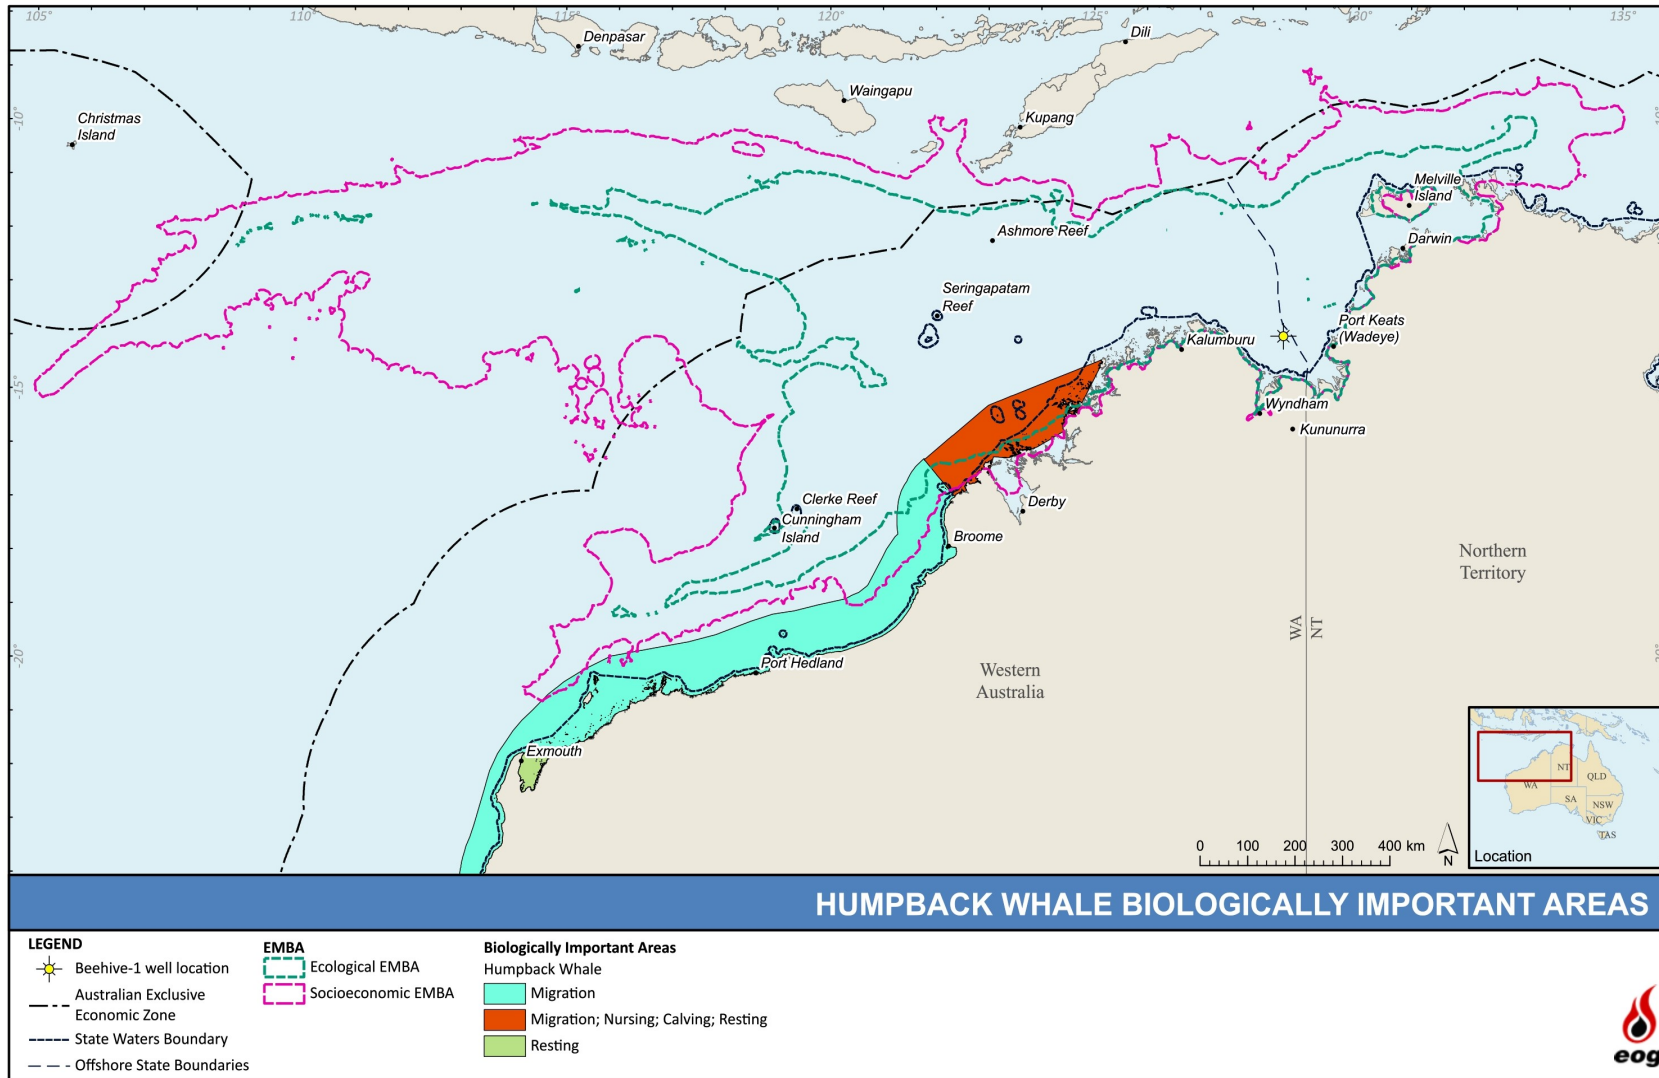 105°
110°
115°
120°
125°
130°
135°
-10°
-15°
-20°
Denpasar
Dili
Waingapu
Christmas
Island
Kupang
Melville
Island
Ashmore Reef
Darwin
Seringapatam
Reef
Port Keats
(Wadeye)
Kalumburu
Wyndham
Kununurra
Clerke Reef
Cunningham
Island
Derby
Broome
Northern
Territory
WA
NT
Port Hedland
Western
Australia
Exmouth
0 100 200 300 400 km
N
NT
WA
QLD
SA
NSW
VIC
TAS
Location
HUMPBACK WHALE BIOLOGICALLY IMPORTANT AREAS
LEGEND
Beehive-1 well location
Australian Exclusive
Economic Zone
State Waters Boundary
Offshore State Boundaries
EMBA
Ecological EMBA
Socioeconomic EMBA
Biologically Important Areas
Humpback Whale
Migration
Migration; Nursing; Calving; Resting
Resting
eog